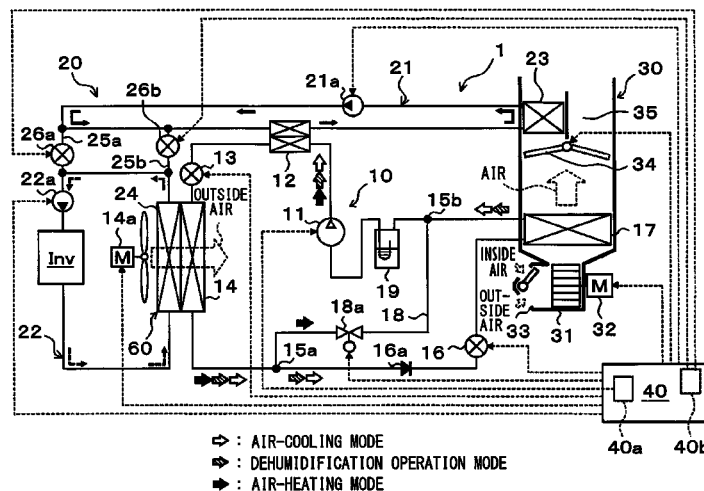 20
26b
21a
21
1
23
30
35
26a
25a
22a
25b
13
12
10
34
AIR
24
OUTSIDE
AIR
14a
M
Inv
11
15b
17
14
19
INSIDE
AIR
OUT-
SIDE
AIR
33
31
M
32
18a
18
22
60
15a
16a
16
40
40a
40b
: AIR-COOLING MODE
: DEHUMIDIFICATION OPERATION MODE
: AIR-HEATING MODE